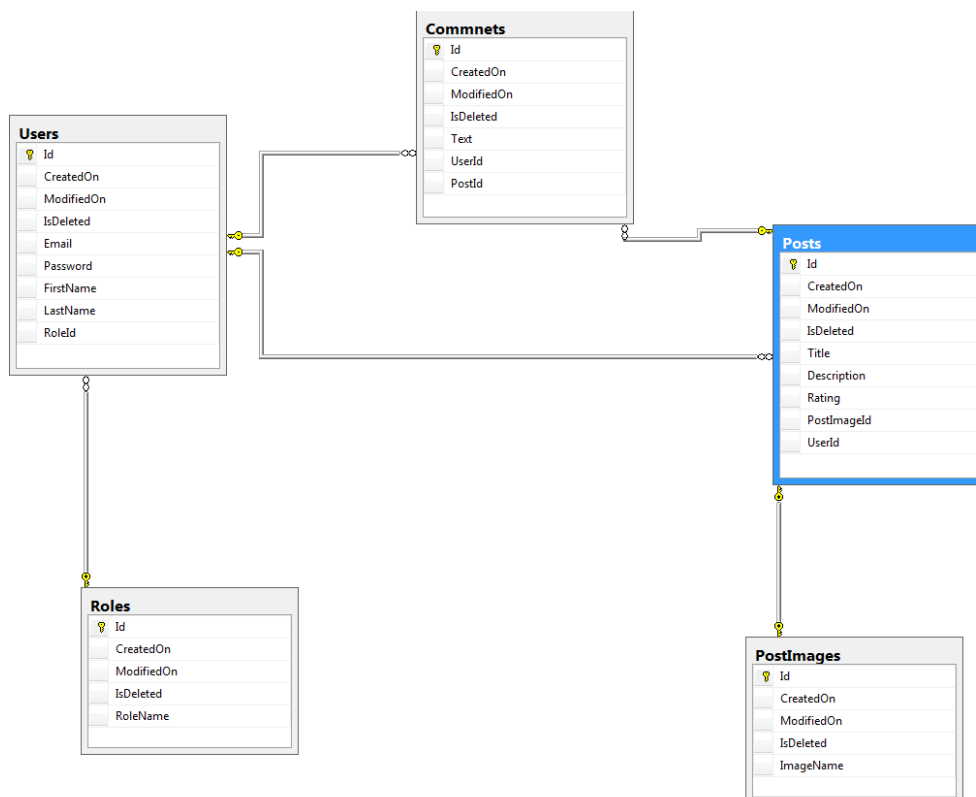 Commnets
Id
CreatedOn
ModifiedOn
IsDeleted
Text
UserId
PostId
Users
Id
CreatedOn
ModifiedOn
IsDeleted
Email
Password
FirstName
LastName
RoleId
Posts
Id
CreatedOn
ModifiedOn
IsDeleted
Title
Description
Rating
PostImageId
UserId
Roles
Id
CreatedOn
ModifiedOn
IsDeleted
RoleName
PostImages
Id
CreatedOn
ModifiedOn
IsDeleted
ImageName